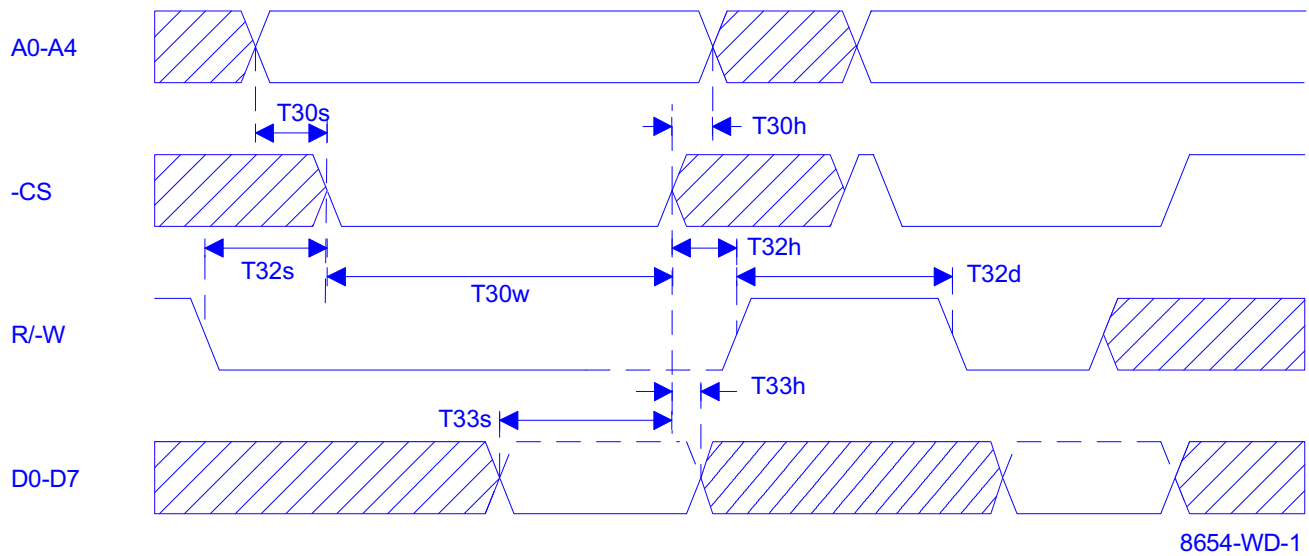 A0-A4
T30s
T30h
-CS
T32s
T32h
T30w
T32d
R/-W
T33s
T33h
D0-D7
8654-WD-1